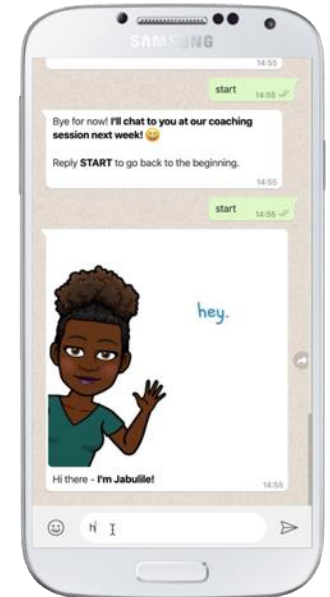 SAMSUNG
14:55
start 14:55
Bye for now! I'll chat to you at our coaching
session next week! 😀
Reply START to go back to the beginning.
14:55
start 14:55
hey.
Hi there - I'm Jabulile!
14:55
h